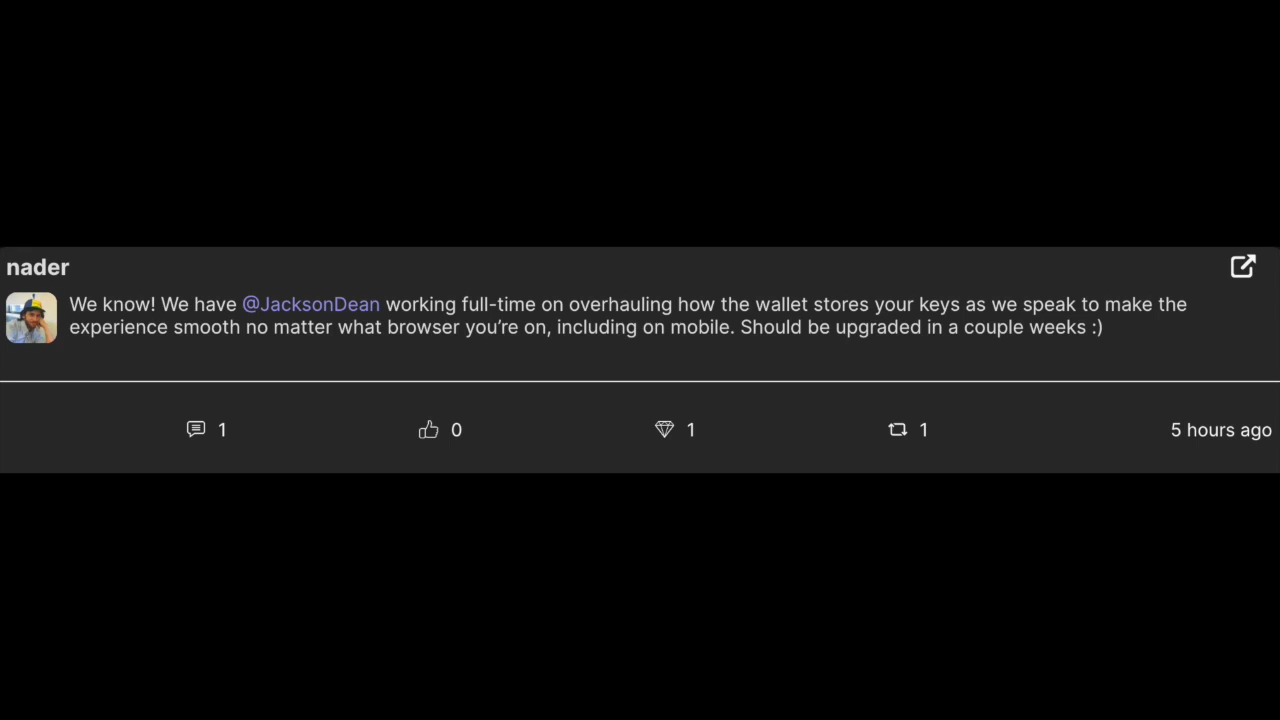 nader
We know! We have @JacksonDean working full-time on overhauling how the wallet stores your keys as we speak to make the
experience smooth no matter what browser you’re on, including on mobile. Should be upgraded in a couple weeks :)
1 0 1 1 5 hours ago